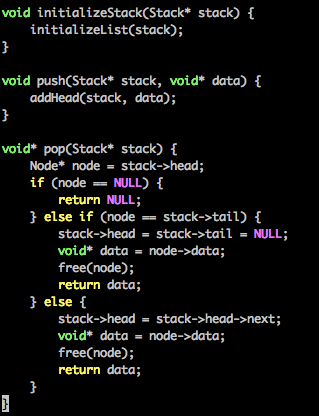 void initializeStack(Stack* stack) {
    initializeList(stack);
}

void push(Stack* stack, void* data) {
    addHead(stack, data);
}

void* pop(Stack* stack) {
    Node* node = stack->head;
    if (node == NULL) {
        return NULL;
    } else if (node == stack->tail) {
        stack->head = stack->tail = NULL;
        void* data = node->data;
        free(node);
        return data;
    } else {
        stack->head = stack->head->next;
        void* data = node->data;
        free(node);
        return data;
    }
}